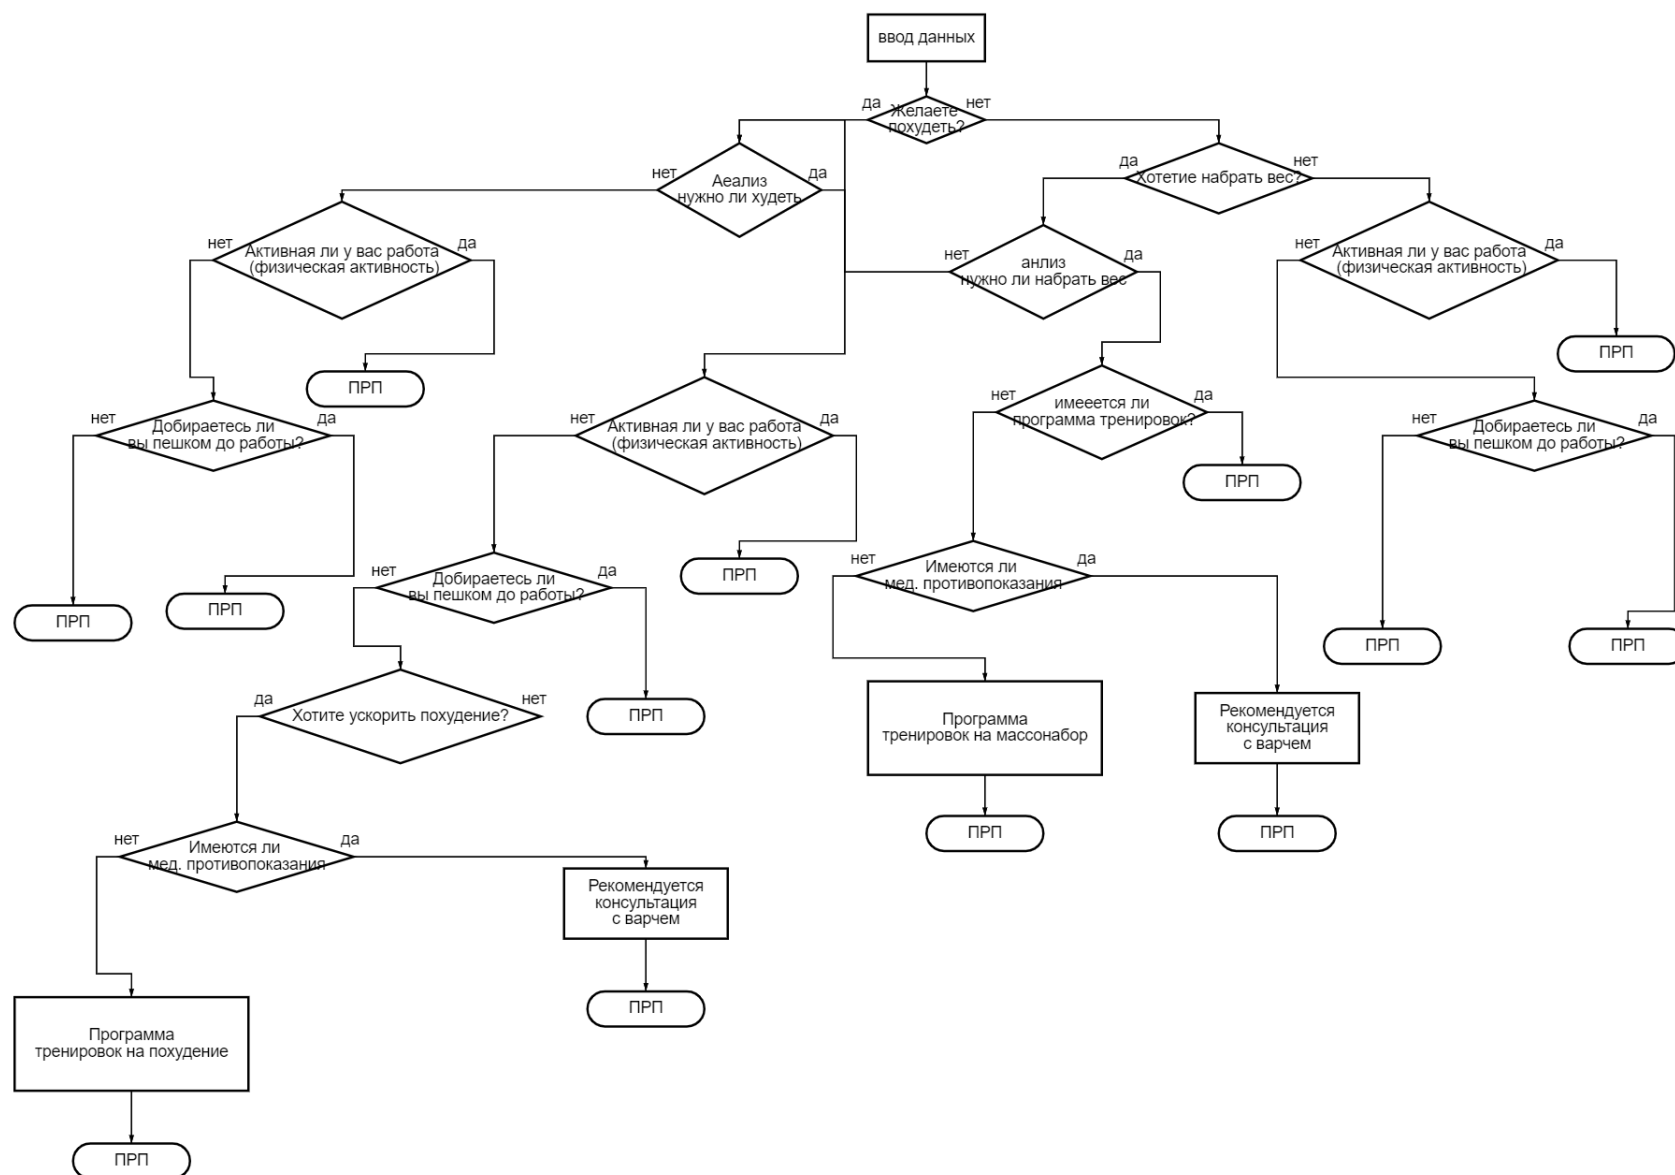 ввод данных
да
Желаете
похудеть?
нет
нет
Аеализ
нужно ли худеть
да
да
Хотетие набрать вес?
нет
нет
Активная ли у вас работа
(физическая активность)
да
нет
анлиз
нужно ли набрать вес
да
нет
Активная ли у вас работа
(физическая активность)
да
ПРП
ПРП
нет
Добираетесь ли
вы пешком до работы?
да
нет
Активная ли у вас работа
(физическая активность)
да
нет
имееется ли
программа тренировок?
да
нет
Добираетесь ли
вы пешком до работы?
да
ПРП
ПРП
ПРП
ПРП
нет
Добираетесь ли
вы пешком до работы?
да
нет
Имеются ли
мед. противопоказания
да
ПРП
ПРП
да
Хотите ускорить похудение?
нет
ПРП
Программа
тренировок на массонабор
Рекомендуется
консультация
с варчем
ПРП
ПРП
нет
Имеются ли
мед. противопоказания
да
Рекомендуется
консультация
с варчем
ПРП
Программа
тренировок на похудение
ПРП